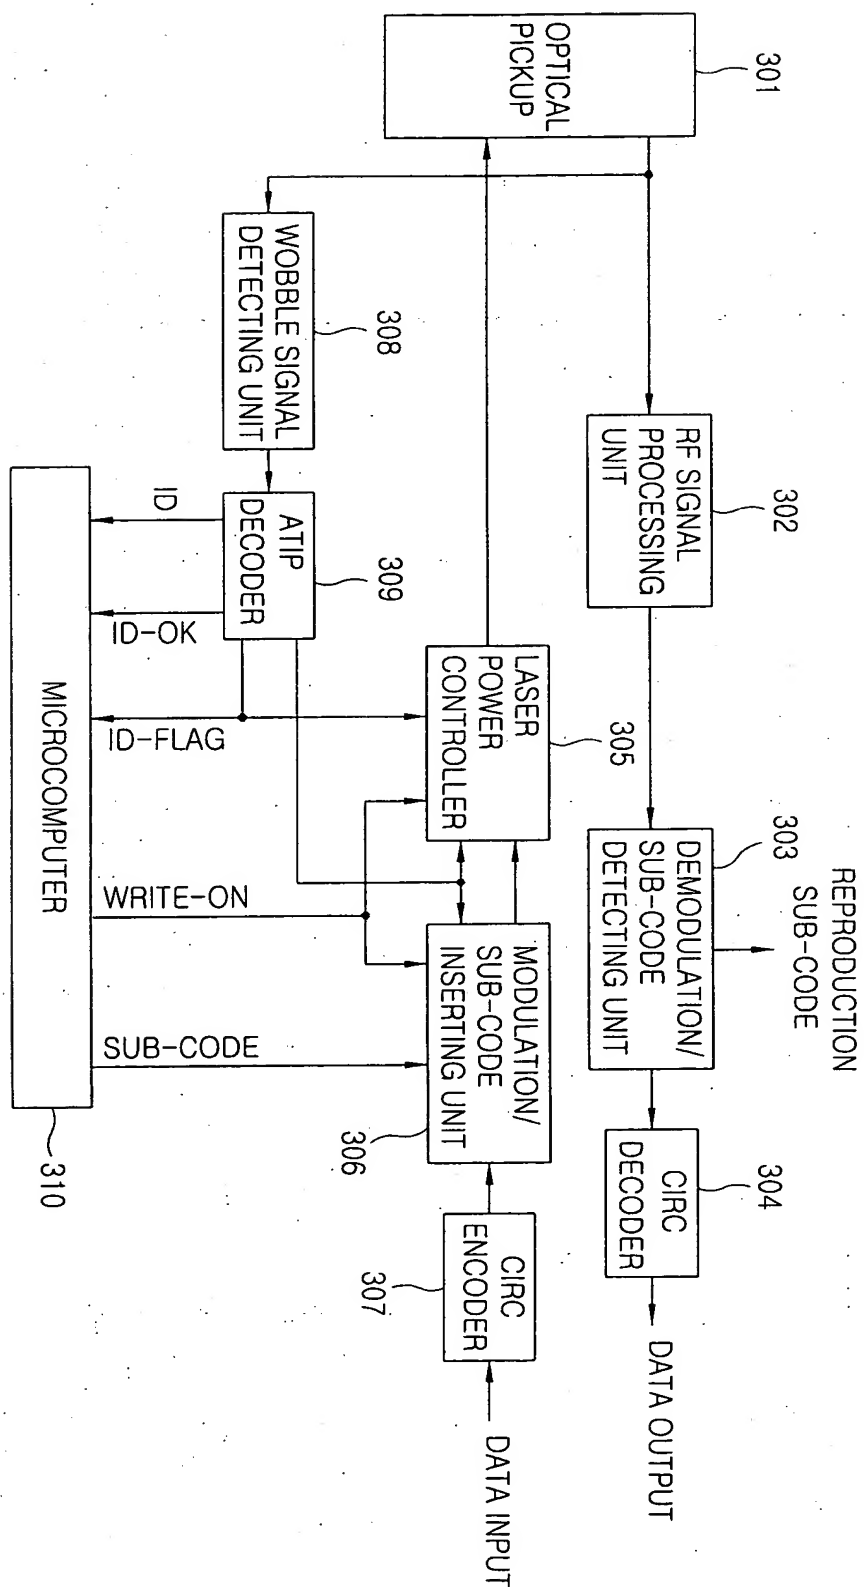 301
OPTICAL
PICKUP
302
RF SIGNAL
PROCESSING
UNIT
303
DEMODULATION/
SUB-CODE
DETECTING UNIT
REPRODUCTION
SUB-CODE
304
CIRC
DECODER
DATA OUTPUT
305
LASER
POWER
CONTROLLER
306
MODULATION/
SUB-CODE
INSERTING UNIT
307
CIRC
ENCODER
DATA INPUT
308
WOBBLE SIGNAL
DETECTING UNIT
309
ATIP
DECODER
ID
ID-OK
ID-FLAG
WRITE-ON
SUB-CODE
MICROCOMPUTER
310